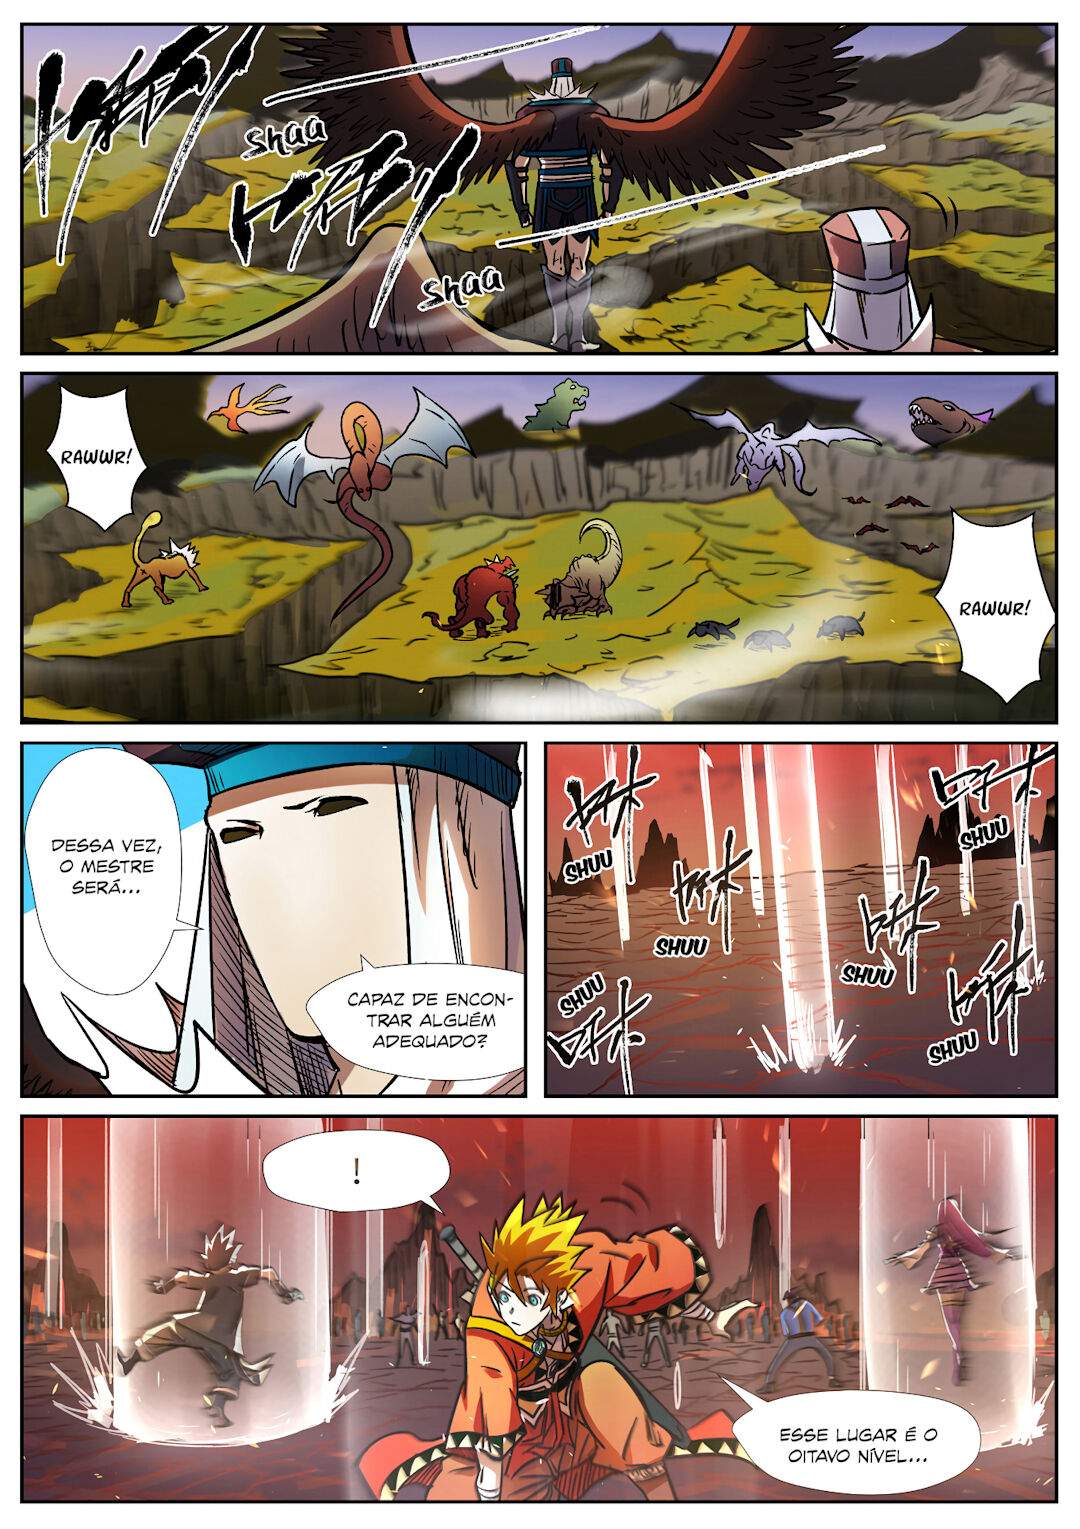 Shaa
Shaa
RAWWR!
RAWWR!
DESSA VEZ,
O MESTRE
SERÁ...
CAPAZ DE ENCON-
TRAR ALGUÉM
ADEQUADO?
SHUU
SHUU
SHUU
SHUU
SHUU
SHUU
!
ESSE LUGAR É O
OITAVO NÍVEL...